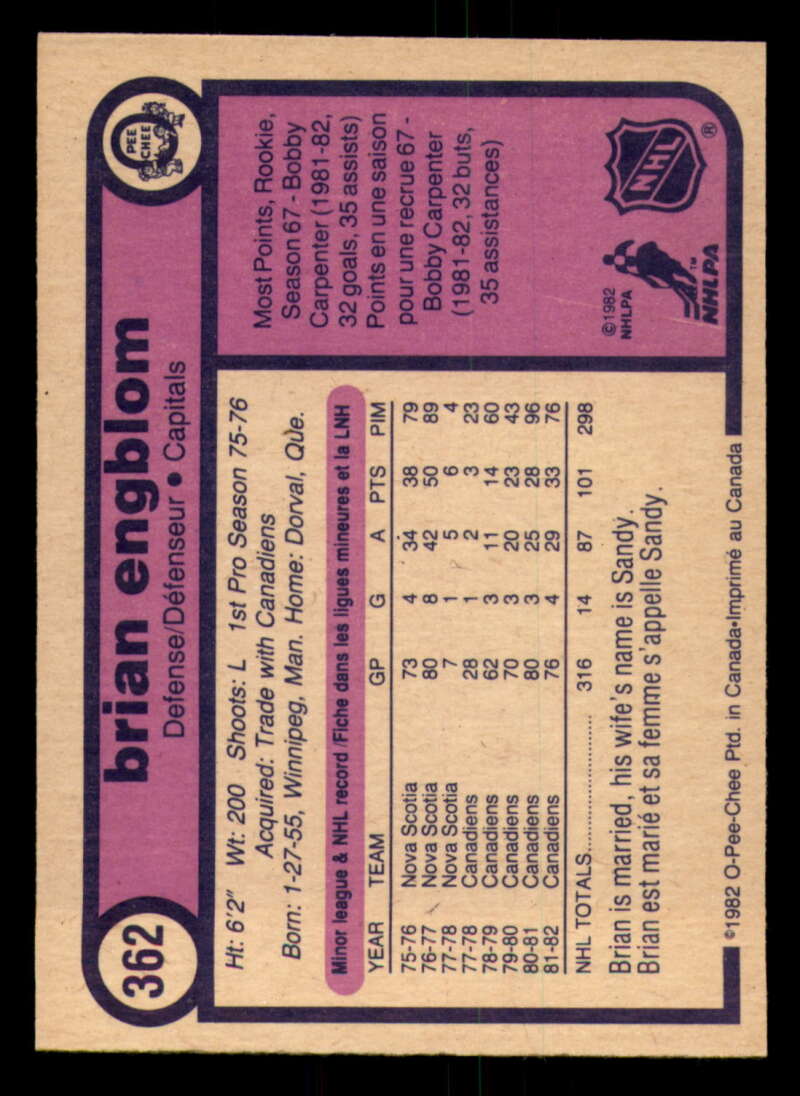 362
brian engblom
Defense/Défenseur • Capitals
O
PEE
CHEE
Ht: 6'2" Wt: 200 Shoots: L 1st Pro Season 75-76
Acquired: Trade with Canadiens
Born: 1-27-55, Winnipeg, Man. Home: Dorval, Que.
Minor league & NHL record /Fiche dans les ligues mineures et la LNH
YEAR TEAM GP G A PTS PIM
75-76 Nova Scotia 73 4 34 38 79
76-77 Nova Scotia 80 8 42 50 89
77-78 Nova Scotia 7 1 5 6 4
77-78 Canadiens 28 1 2 3 23
78-79 Canadiens 62 3 11 14 60
79-80 Canadiens 70 3 20 23 43
80-81 Canadiens 80 3 25 28 96
81-82 Canadiens 76 4 29 33 76
NHL TOTALS.................... 316 14 87 101 298
Brian is married, his wife's name is Sandy.
Brian est marié et sa femme s'appelle Sandy.
©1982 O-Pee-Chee Ptd. in Canada•Imprimé au Canada
Most Points, Rookie,
Season 67 - Bobby
Carpenter (1981-82,
32 goals, 35 assists)
Points en une saison
pour une recrue 67 -
Bobby Carpenter
(1981-82, 32 buts,
35 assistances)
©1982
NHLPA
NHLPA™
NHL®